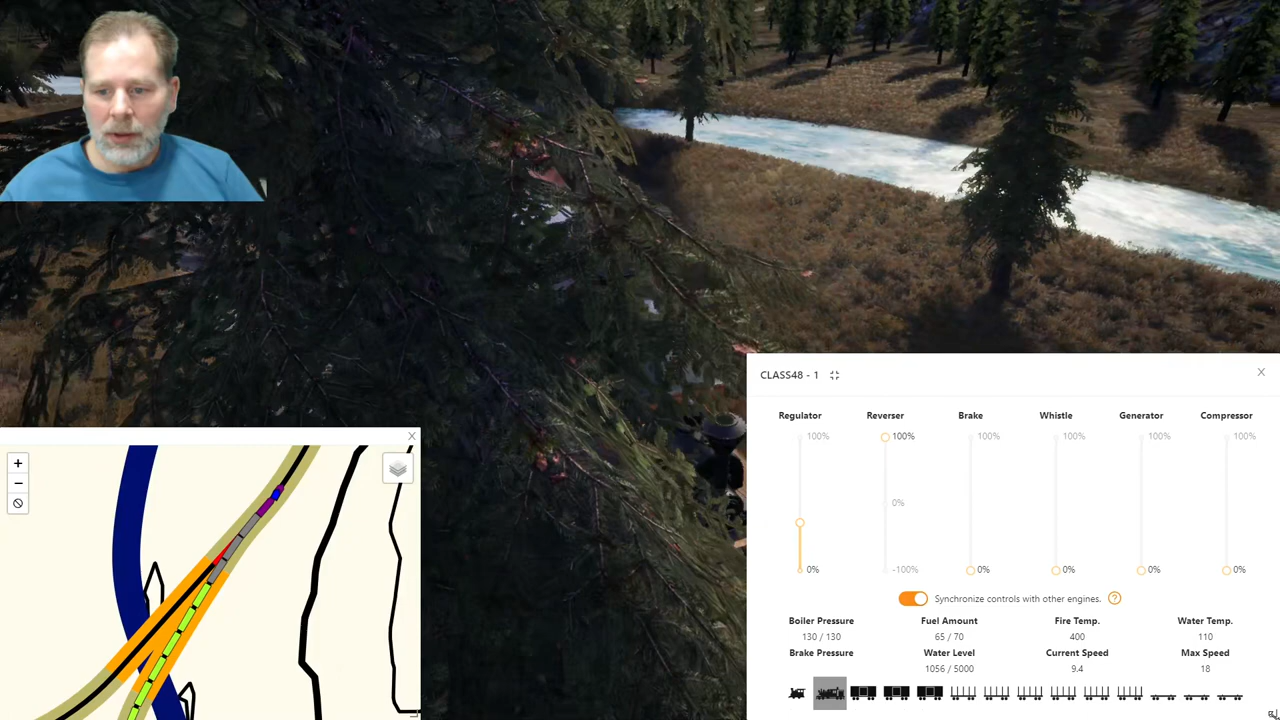 CLASS48 - 1
Regulator Reverser Brake Whistle Generator Compressor
100% 100% 100% 100% 100% 100%
0%
0% -100% 0% 0% 0% 0%
Synchronize controls with other engines. ?
Boiler Pressure Fuel Amount Fire Temp. Water Temp.
130 / 130 65 / 70 400 110
Brake Pressure Water Level Current Speed Max Speed
1056 / 5000 9.4 18